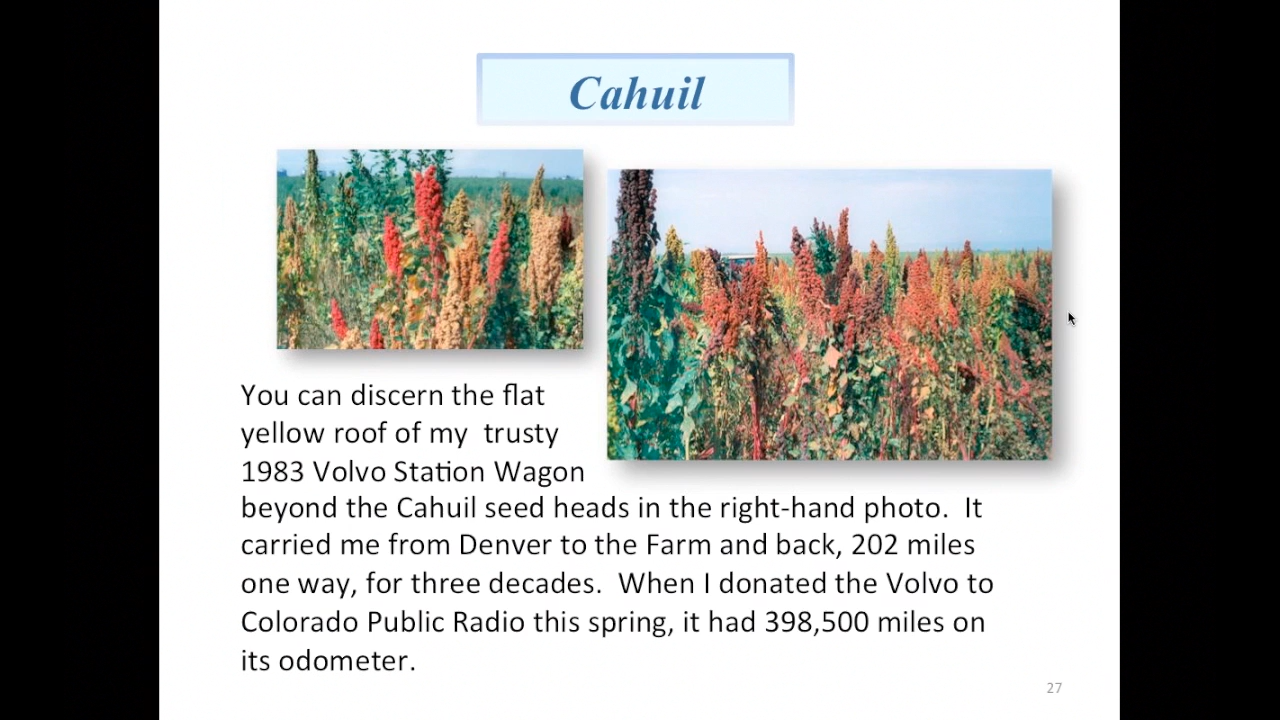 Cahuil
You can discern the flat
yellow roof of my  trusty
1983 Volvo Station Wagon
beyond the Cahuil seed heads in the right-hand photo.  It
carried me from Denver to the Farm and back, 202 miles
one way, for three decades.  When I donated the Volvo to
Colorado Public Radio this spring, it had 398,500 miles on
its odometer.
27